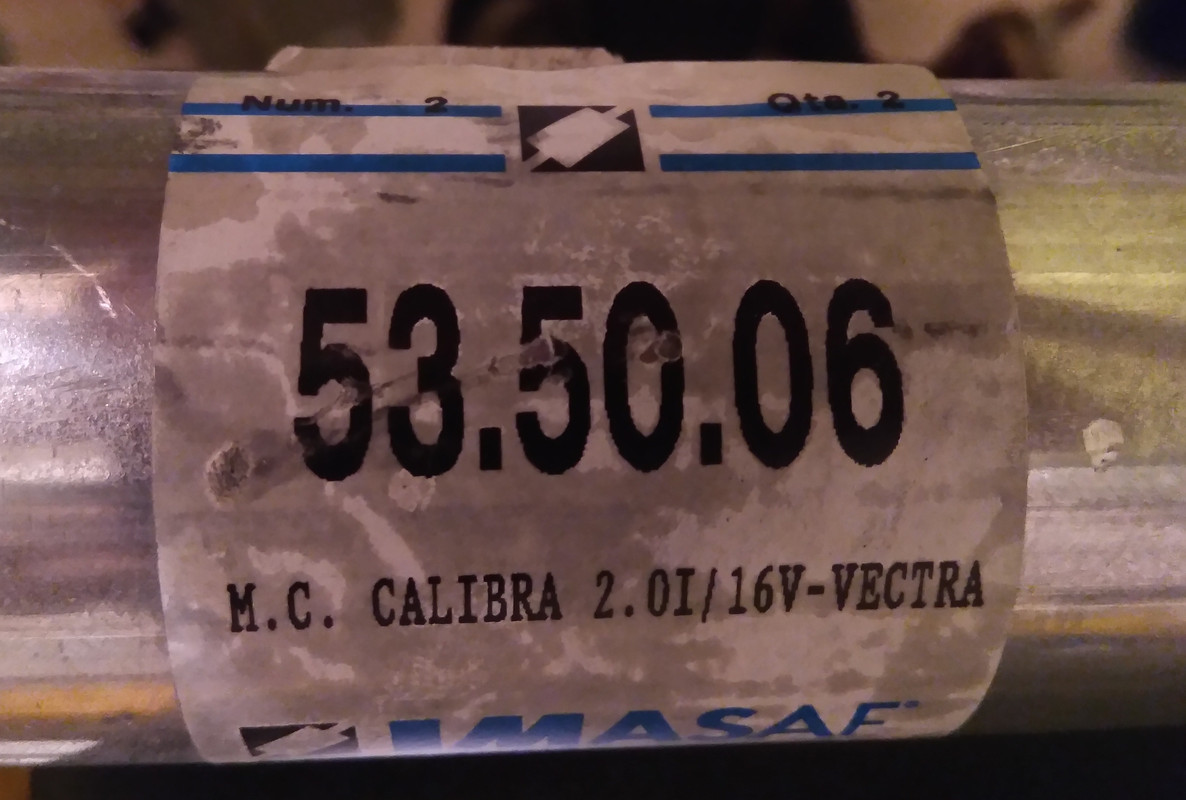 Num. 2 Qta. 2
53.50.06
M.C. CALIBRA 2.0I/16V-VECTRA
IMASAF